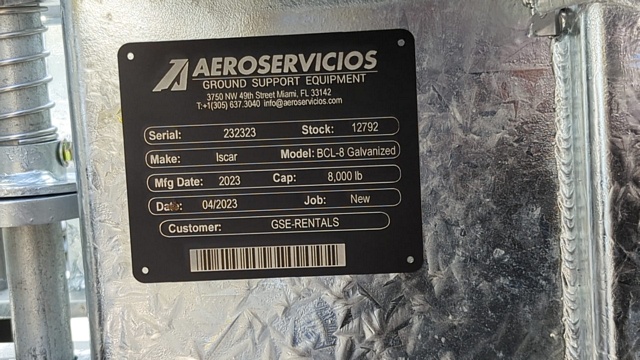 AEROSERVICIOS
GROUND SUPPORT EQUIPMENT
3750 NW 49th Street Miami, FL 33142
T:+1(305) 637.3040 info@aeroservicios.com
Serial: 232323 Stock: 12792
Make: Iscar Model: BCL-8 Galvanized
Mfg Date: 2023 Cap: 8,000 lb
Date: 04/2023 Job: New
Customer: GSE-RENTALS